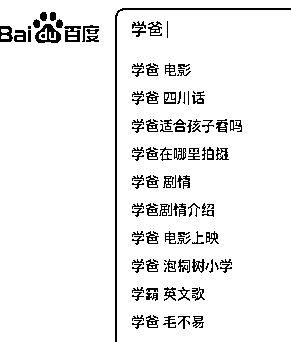 Bai du 百度
学爸
学爸 电影
学爸 四川话
学爸适合孩子看吗
学爸在哪里拍摄
学爸 剧情
学爸剧情介绍
学爸 电影上映
学爸 泡桐树小学
学霸 英文歌
学爸 毛不易